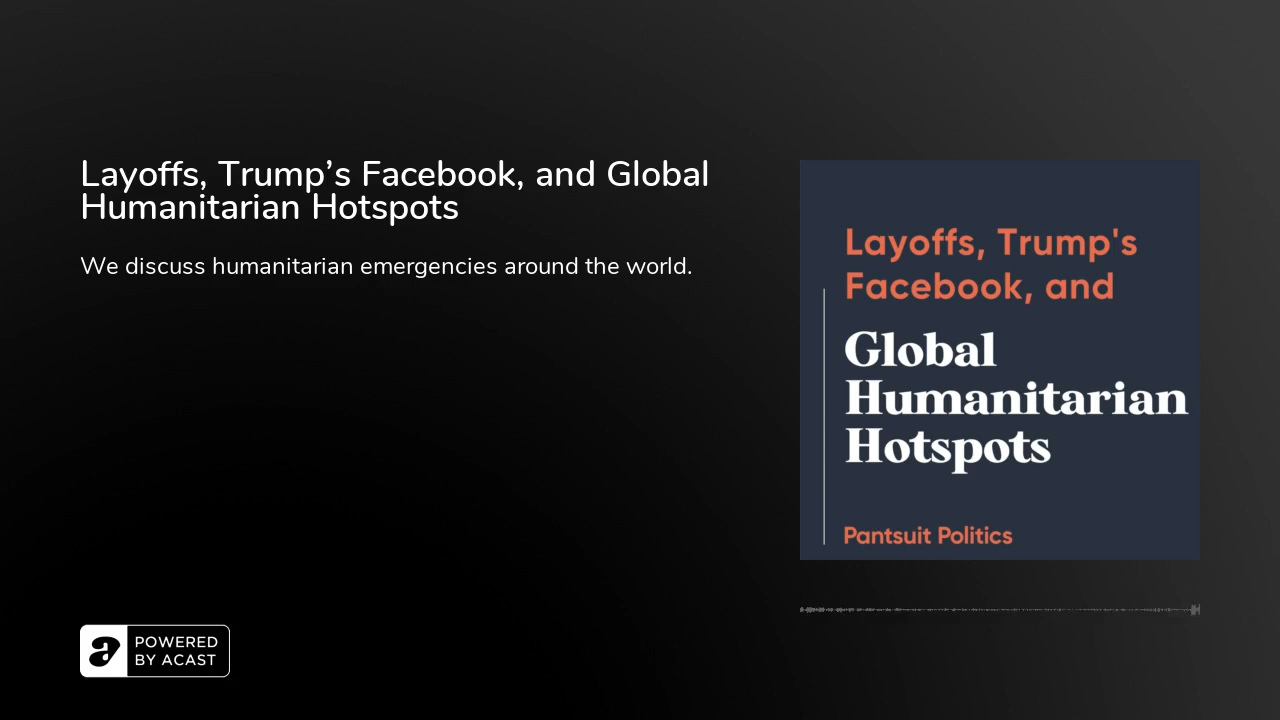 Layoffs, Trump’s Facebook, and Global
Humanitarian Hotspots
We discuss humanitarian emergencies around the world.
Layoffs, Trump's
Facebook, and
Global
Humanitarian
Hotspots
Pantsuit Politics
a POWERED
BY ACAST